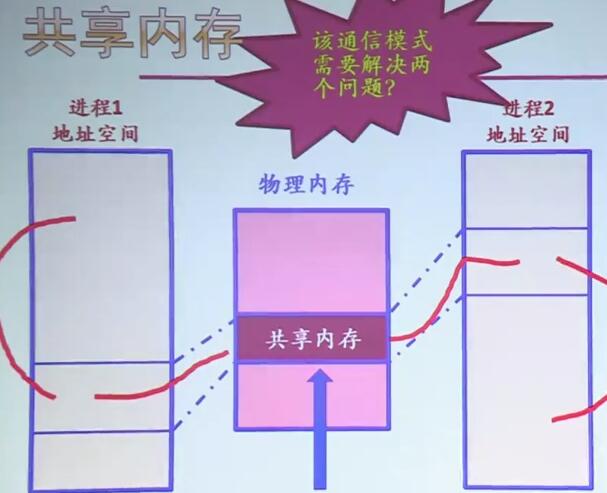 共享内存
该通信模式
需要解决两
个问题?
进程1
地址空间
进程2
地址空间
物理内存
共享内存